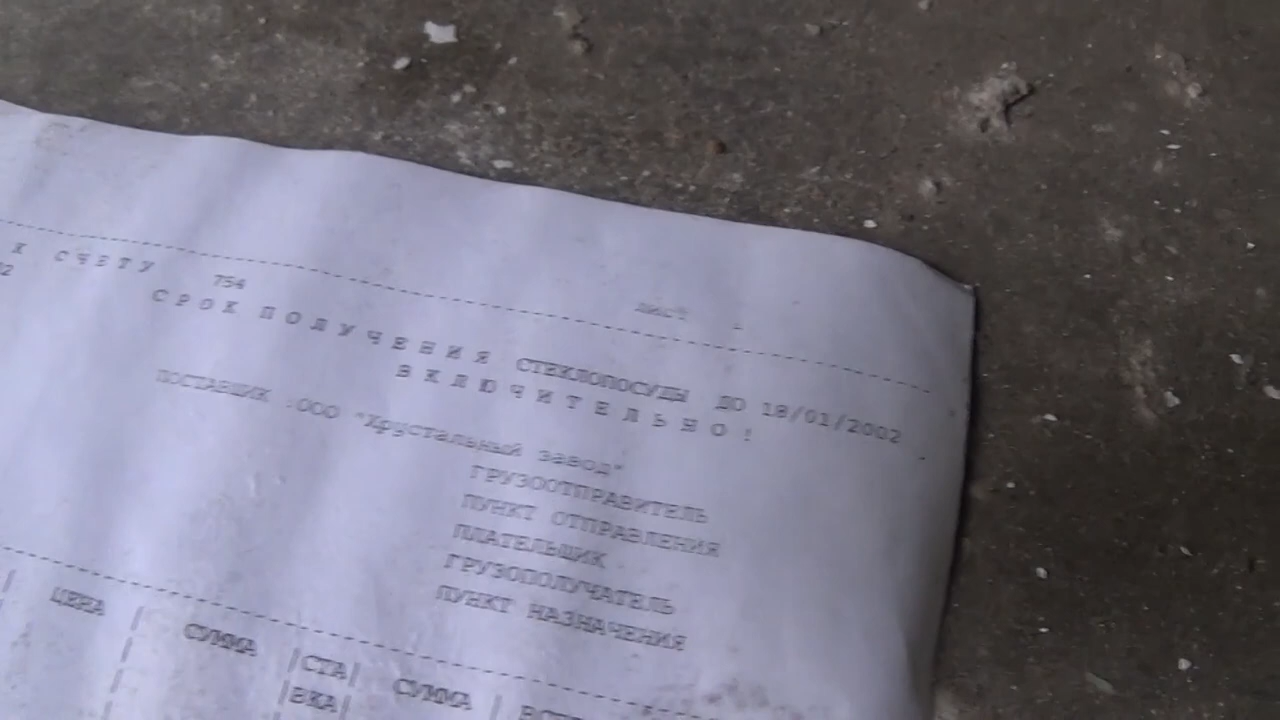 К СЧЕТУ 754 ЛИСТ
СРОК ПОЛУЧЕНИЯ СТЕКЛОПОСУДЫ ДО 18/01/2002
ВКЛЮЧИТЕЛЬНО!
ПОСТАВЩИК :ООО "Хрустальный завод"
ГРУЗООТПРАВИТЕЛЬ
ПУНКТ ОТПРАВЛЕНИЯ
ПЛАТЕЛЬЩИК
ГРУЗОПОЛУЧАТЕЛЬ
ПУНКТ НАЗНАЧЕНИЯ
ЦЕНА | СУММА |СТА| СУММА |
|ВКА|